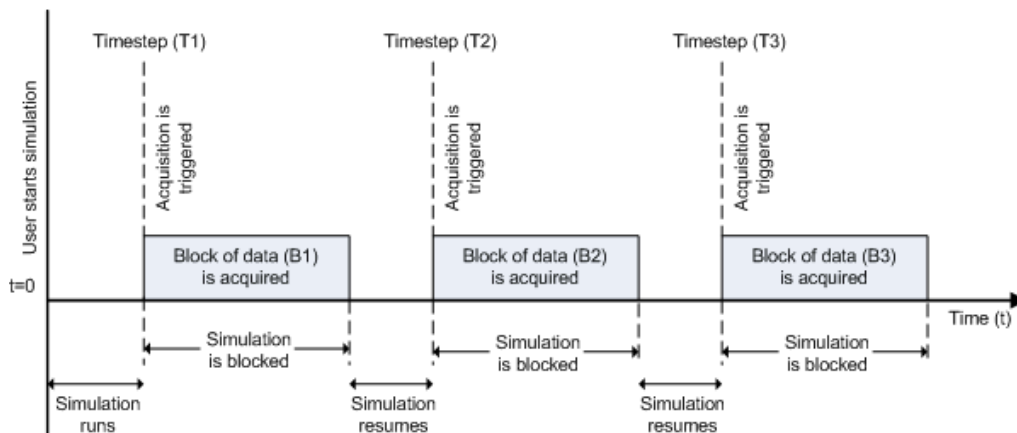 Timestep (T1)
Timestep (T2)
Timestep (T3)
User starts simulation
Acquisition is
triggered
Acquisition is
triggered
Acquisition is
triggered
Block of data (B1)
is acquired
Block of data (B2)
is acquired
Block of data (B3)
is acquired
t=0
Time (t)
Simulation
is blocked
Simulation
is blocked
Simulation
is blocked
Simulation
runs
Simulation
resumes
Simulation
resumes